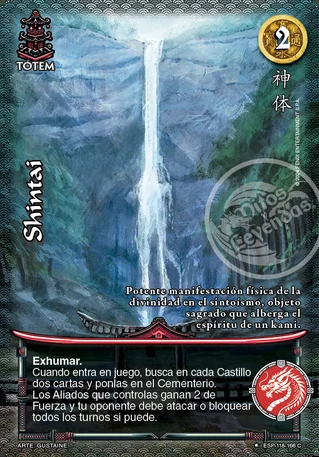 TOTEM
2
神体
Shintai
Mitos
Leyendas
Potente manifestación física de la
divinidad en el sintoísmo, objeto
sagrado que alberga el
espíritu de un kami.
Exhumar.
Cuando entra en juego, busca en cada Castillo
dos cartas y ponlas en el Cementerio.
Los Aliados que controlas ganan 2 de
Fuerza y tu oponente debe atacar o bloquear
todos los turnos si puede.
ARTE GUSTAINE
ESP-118-166 C